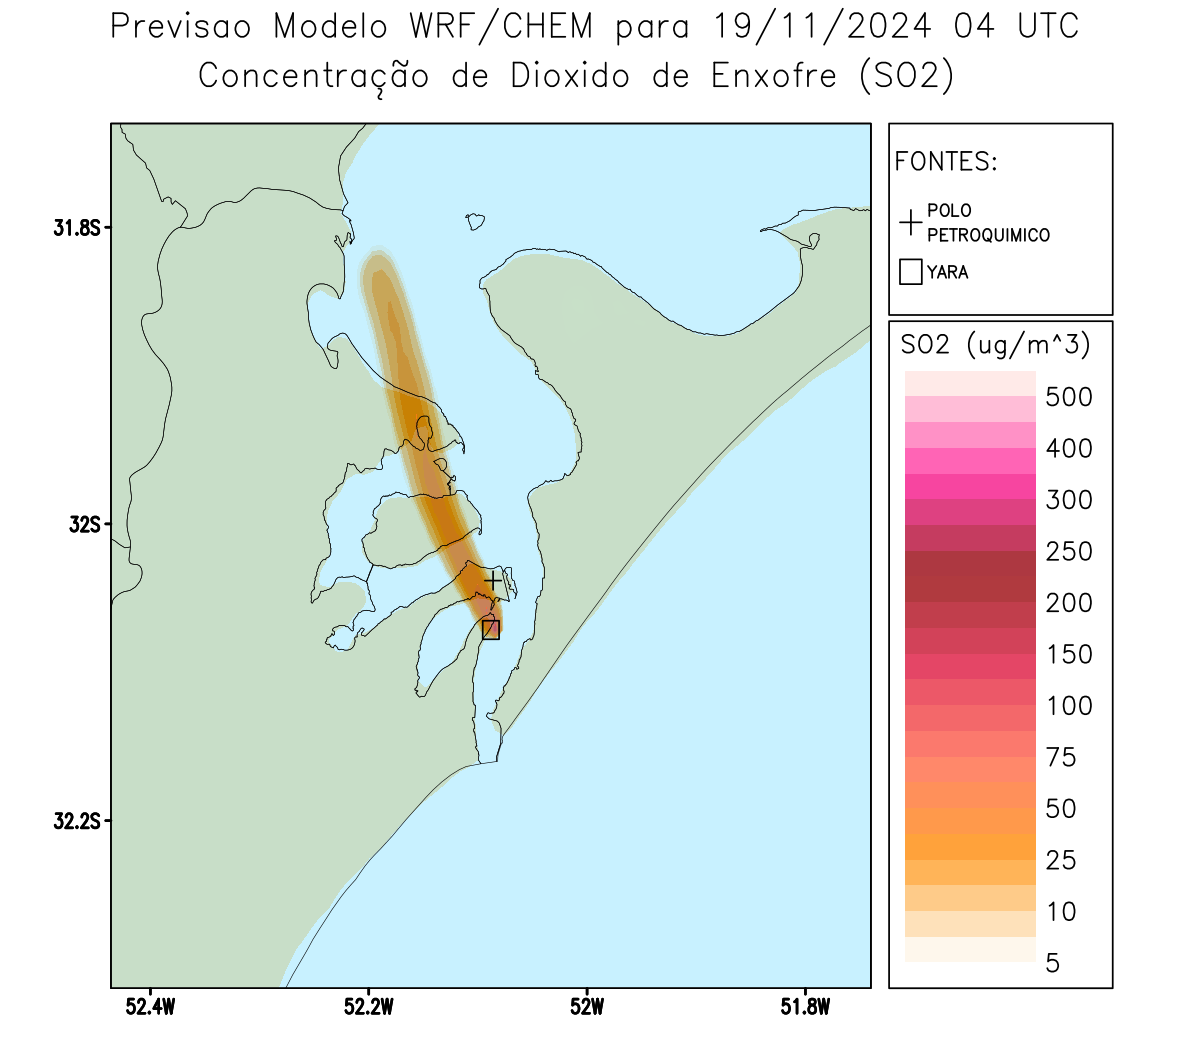 Previsao Modelo WRF/CHEM para 19/11/2024 04 UTC
Concentração de Dioxido de Enxofre (SO2)
FONTES:
POLO
PETROQUIMICO
YARA
31.8S
32S
32.2S
52.4W
52.2W
52W
51.8W
SO2 (ug/m^3)
500
400
300
250
200
150
100
75
50
25
10
5